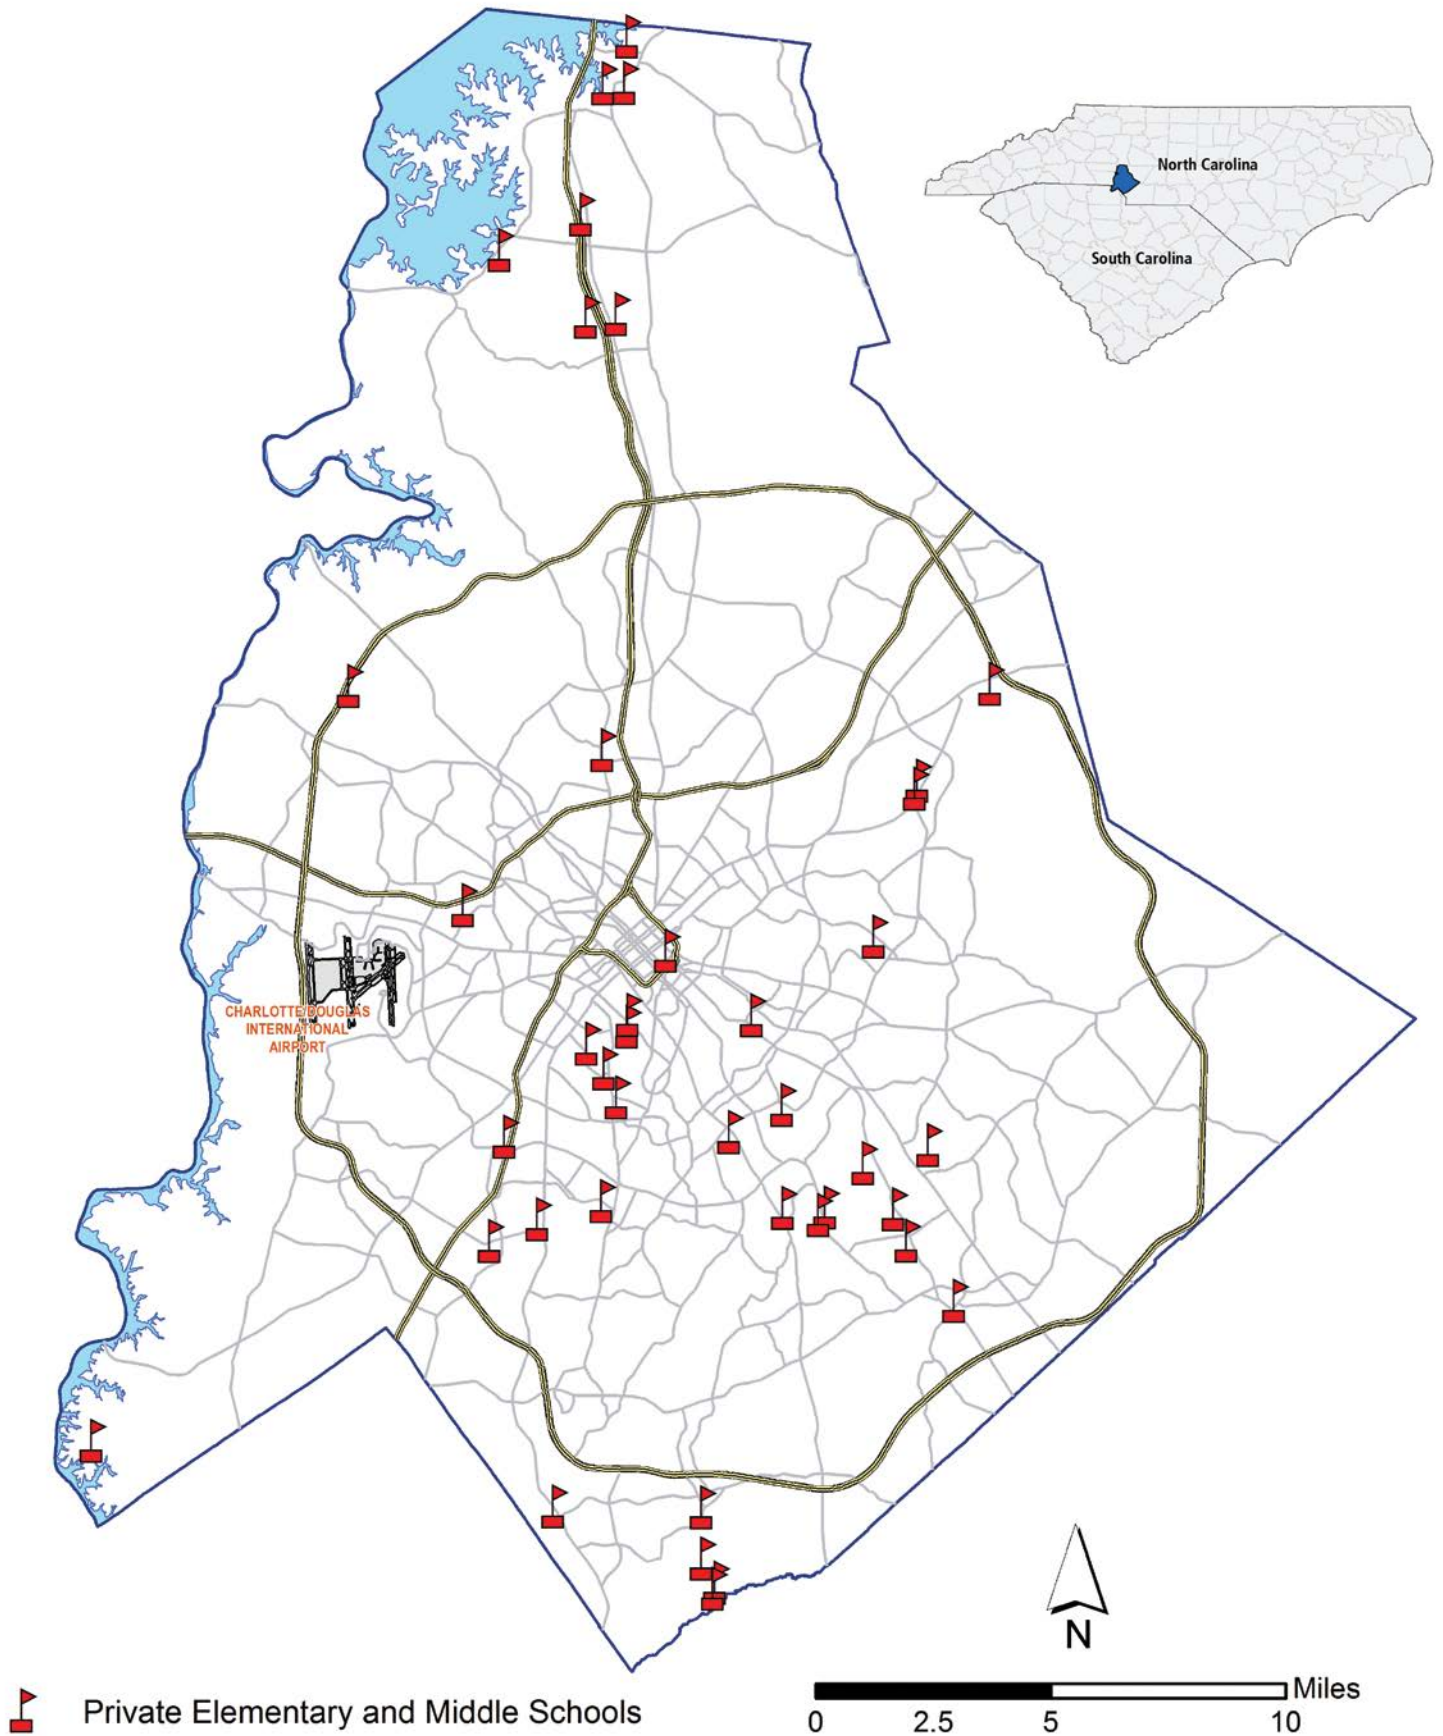 North Carolina
South Carolina
CHARLOTTE/DOUGLAS
INTERNATIONAL
AIRPORT
N
Private Elementary and Middle Schools
Miles
0 2.5 5 10